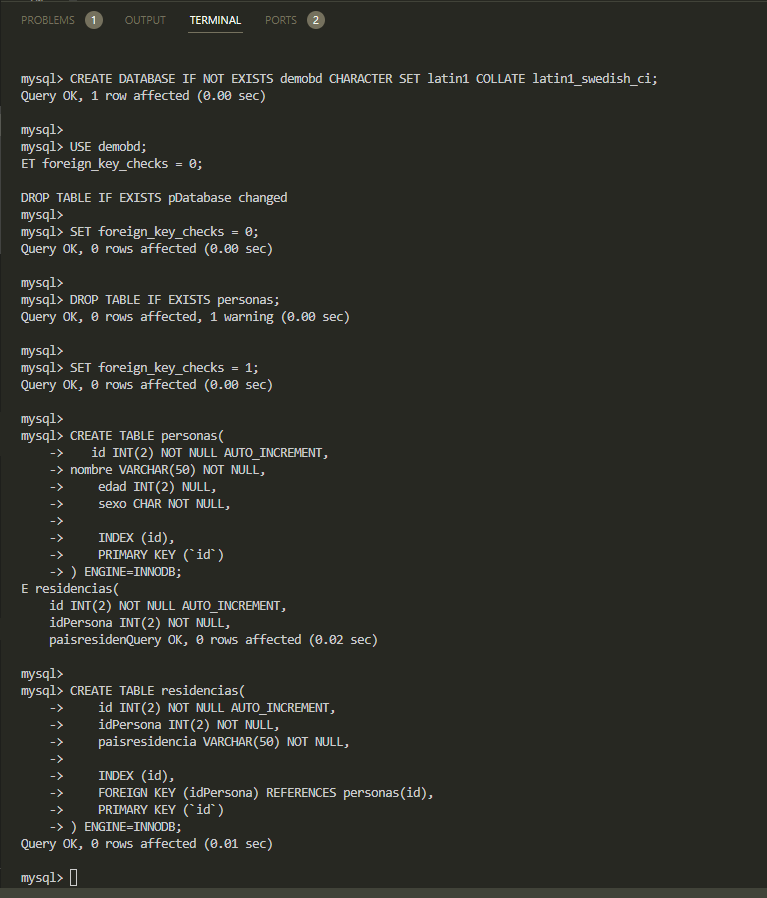 PROBLEMS 1 OUTPUT TERMINAL PORTS 2
mysql> CREATE DATABASE IF NOT EXISTS demobd CHARACTER SET latin1 COLLATE latin1_swedish_ci;
Query OK, 1 row affected (0.00 sec)

mysql>
mysql> USE demobd;
ET foreign_key_checks = 0;

DROP TABLE IF EXISTS pDatabase changed
mysql>
mysql> SET foreign_key_checks = 0;
Query OK, 0 rows affected (0.00 sec)

mysql>
mysql> DROP TABLE IF EXISTS personas;
Query OK, 0 rows affected, 1 warning (0.00 sec)

mysql>
mysql> SET foreign_key_checks = 1;
Query OK, 0 rows affected (0.00 sec)

mysql>
mysql> CREATE TABLE personas(
    ->    id INT(2) NOT NULL AUTO_INCREMENT,
    -> nombre VARCHAR(50) NOT NULL,
    ->     edad INT(2) NULL,
    ->     sexo CHAR NOT NULL,
    ->
    ->     INDEX (id),
    ->     PRIMARY KEY (`id`)
    -> ) ENGINE=INNODB;
E residencias(
    id INT(2) NOT NULL AUTO_INCREMENT,
    idPersona INT(2) NOT NULL,
    paisresidenQuery OK, 0 rows affected (0.02 sec)

mysql>
mysql> CREATE TABLE residencias(
    ->     id INT(2) NOT NULL AUTO_INCREMENT,
    ->     idPersona INT(2) NOT NULL,
    ->     paisresidencia VARCHAR(50) NOT NULL,
    ->
    ->     INDEX (id),
    ->     FOREIGN KEY (idPersona) REFERENCES personas(id),
    ->     PRIMARY KEY (`id`)
    -> ) ENGINE=INNODB;
Query OK, 0 rows affected (0.01 sec)

mysql>